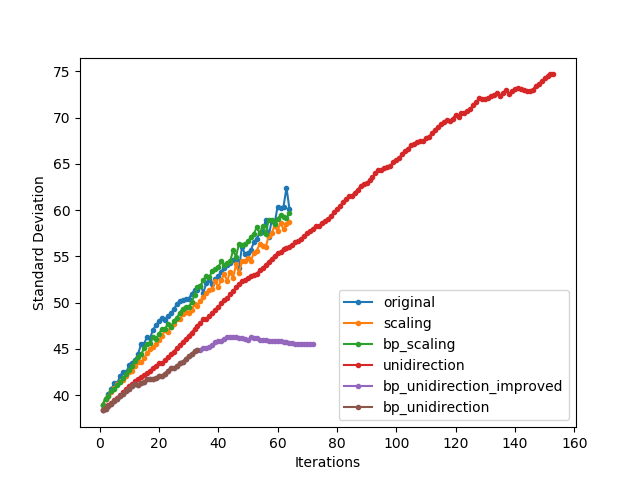 75
70
65
60
55
50
45
40
Standard Deviation
original
scaling
bp_scaling
unidirection
bp_unidirection_improved
bp_unidirection
0 20 40 60 80 100 120 140 160
Iterations